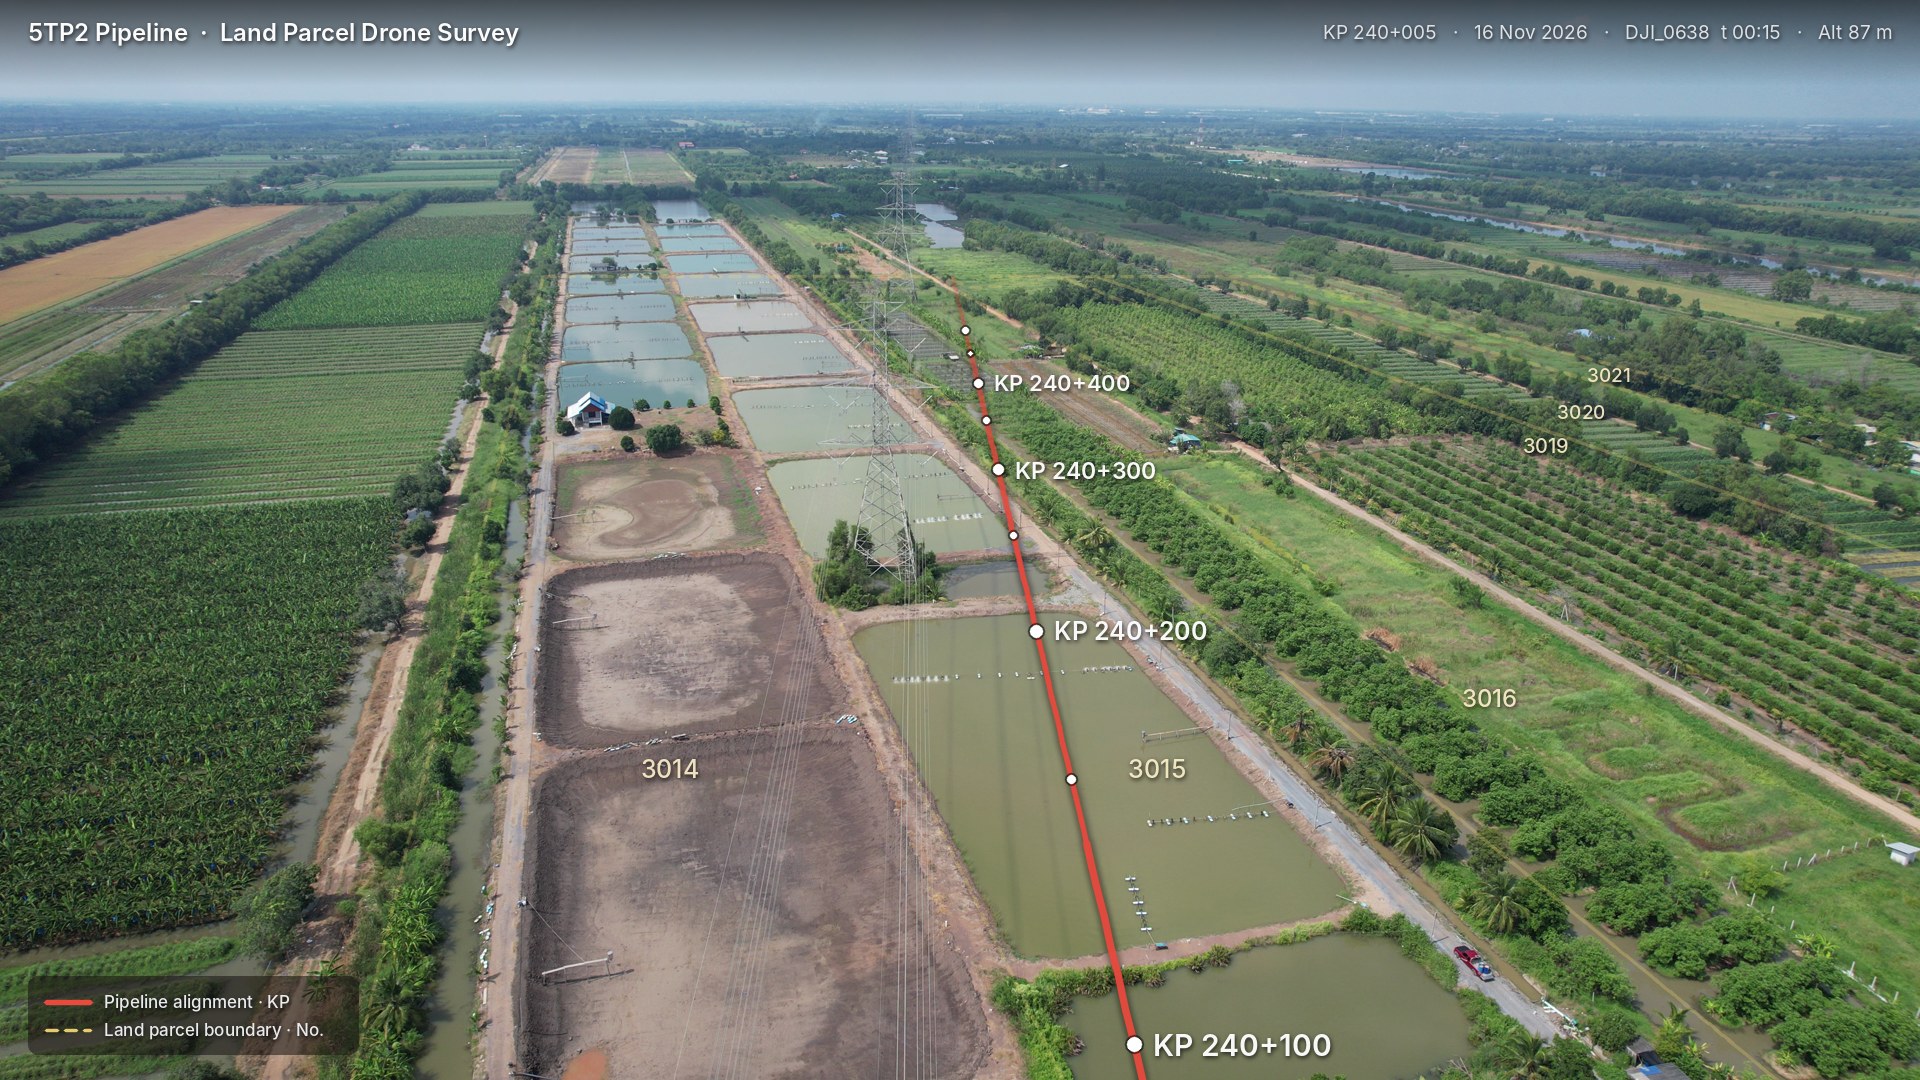 5TP2 Pipeline · Land Parcel Drone Survey
KP 240+005 · 16 Nov 2026 · DJI_0638 t 00:15 · Alt 87 m
3021
KP 240+400
3020
3019
KP 240+300
KP 240+200
3016
3014
3015
Pipeline alignment · KP
Land parcel boundary · No.
KP 240+100